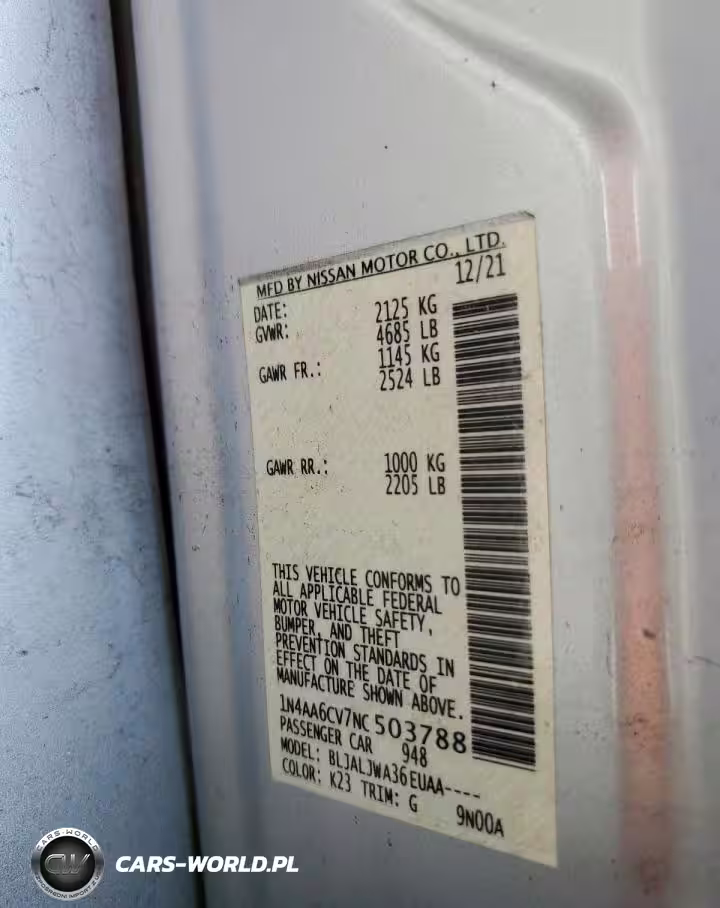 MFD BY NISSAN MOTOR CO., LTD.
DATE: 12/21
GVWR: 2125 KG
4685 LB
GAWR FR.: 1145 KG
2524 LB
GAWR RR.: 1000 KG
2205 LB
THIS VEHICLE CONFORMS TO
ALL APPLICABLE FEDERAL
MOTOR VEHICLE SAFETY,
BUMPER, AND THEFT
PREVENTION STANDARDS IN
EFFECT ON THE DATE OF
MANUFACTURE SHOWN ABOVE.
1N4AA6CV7NC503788
PASSENGER CAR 948
MODEL: BLJALJWA36EUAA----
COLOR: K23 TRIM: G 9N00A
CARS-WORLD
CW
CARS-WORLD.PL